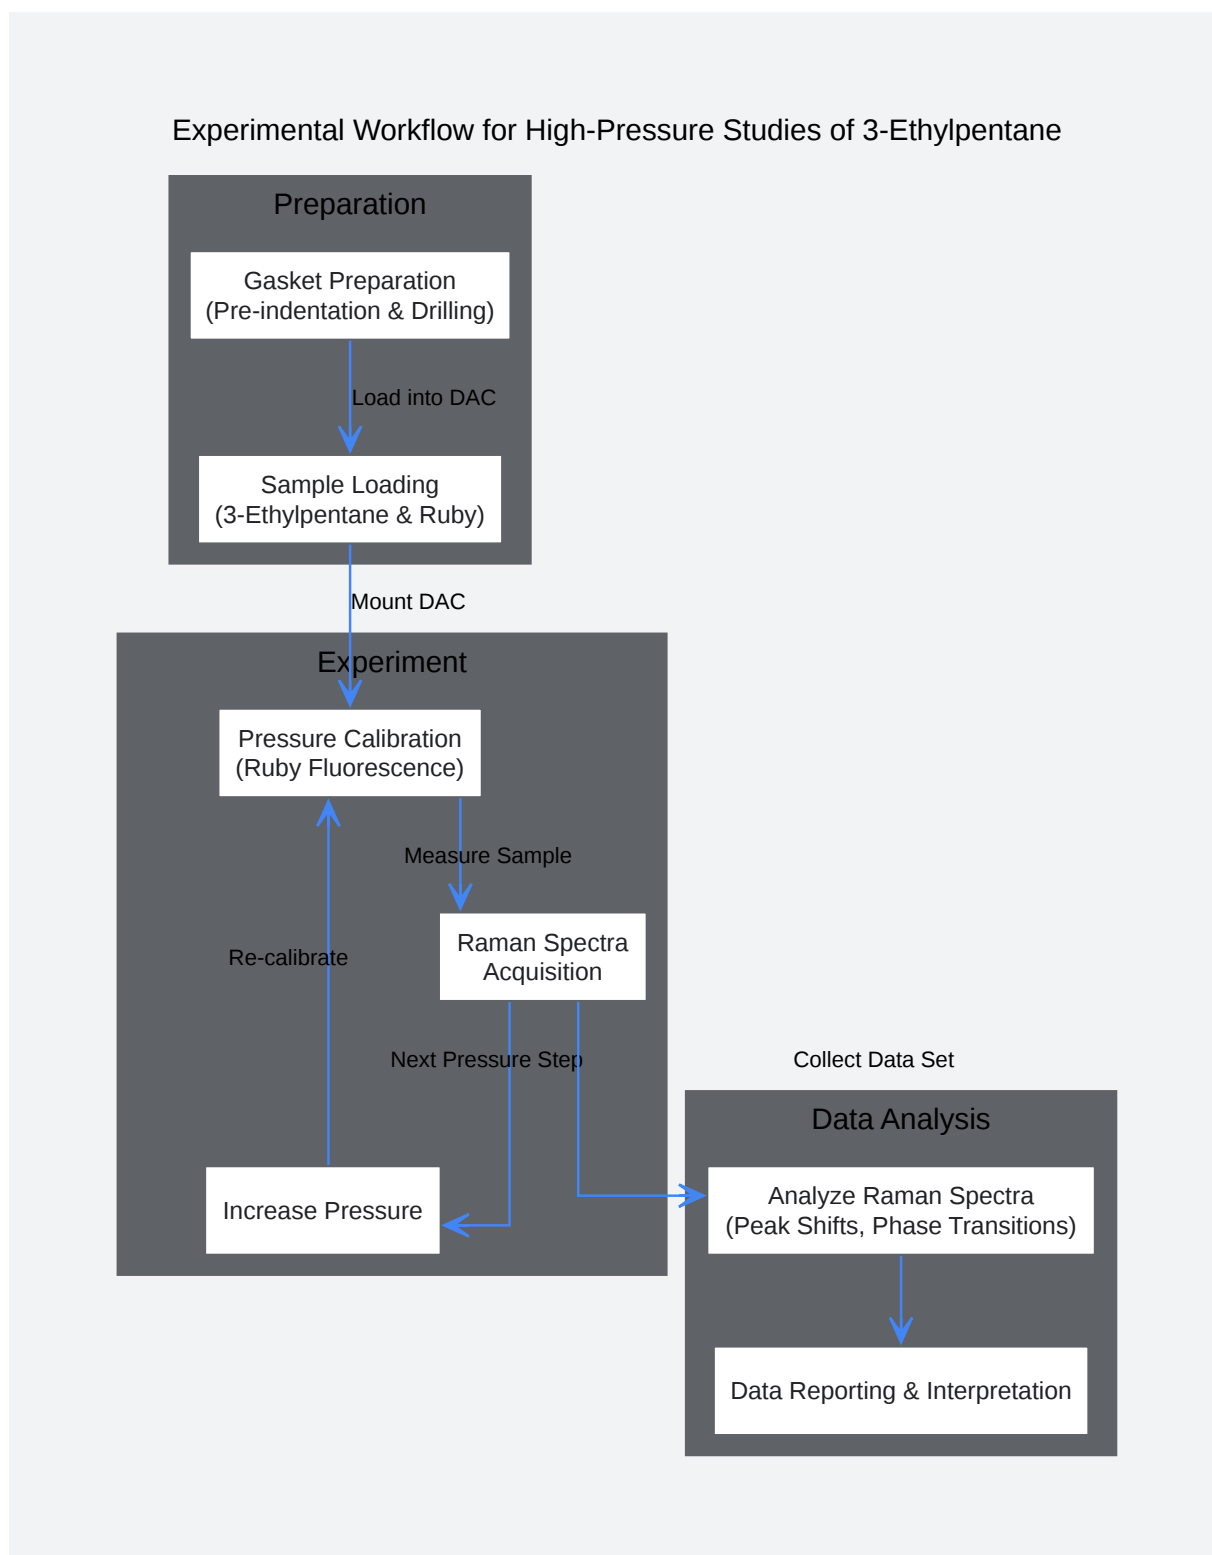 Experimental Workflow for High-Pressure Studies of 3-Ethylpentane
Preparation
Gasket Preparation
(Pre-indentation & Drilling)
Load into DAC
Sample Loading
(3-Ethylpentane & Ruby)
Mount DAC
Experiment
Pressure Calibration
(Ruby Fluorescence)
Measure Sample
Raman Spectra
Acquisition
Re-calibrate
Next Pressure Step
Increase Pressure
Collect Data Set
Data Analysis
Analyze Raman Spectra
(Peak Shifts, Phase Transitions)
Data Reporting & Interpretation